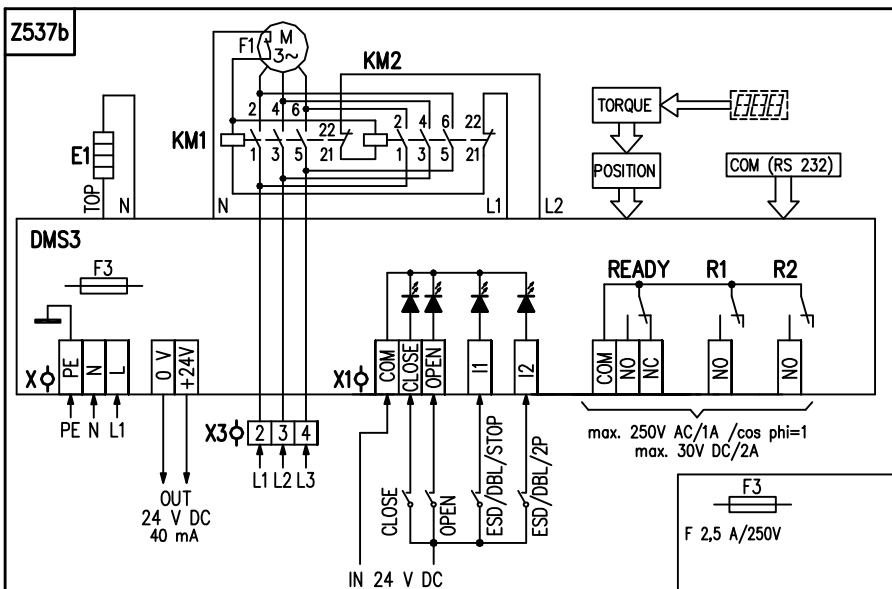 Z537b
F1
M
3~
KM2
2 4 6
22
2 4 6
22
KM1
1 3 5
21
1 3 5
21
E1
TOP
N
N
L1
L2
TORQUE
POSITION
COM (RS 232)
DMS3
F3
READY
R1
R2
X
PE
N
L
0 V
+24V
X1
COM
CLOSE
OPEN
I1
I2
COM
NO
NC
NO
NO
PE N L1
X3
2 3 4
L1 L2 L3
max. 250V AC/1A /cos phi=1
max. 30V DC/2A
OUT
24 V DC
40 mA
CLOSE
OPEN
ESD/DBL/STOP
ESD/DBL/2P
IN 24 V DC
F3
F 2,5 A/250V